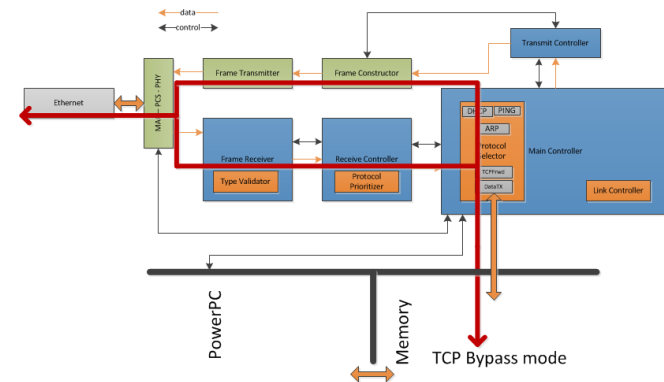 data
control
Transmit Controller
MAC – PCS - PHY
Frame Transmitter
Frame Constructor
Ethernet
DHCP
PING
ARP
Protocol
Selector
Main Controller
Frame Receiver
Receive Controller
Type Validator
Protocol
Prioritizer
TCPFrwd
DataTX
Link Controller
PowerPC
Memory
TCP Bypass mode